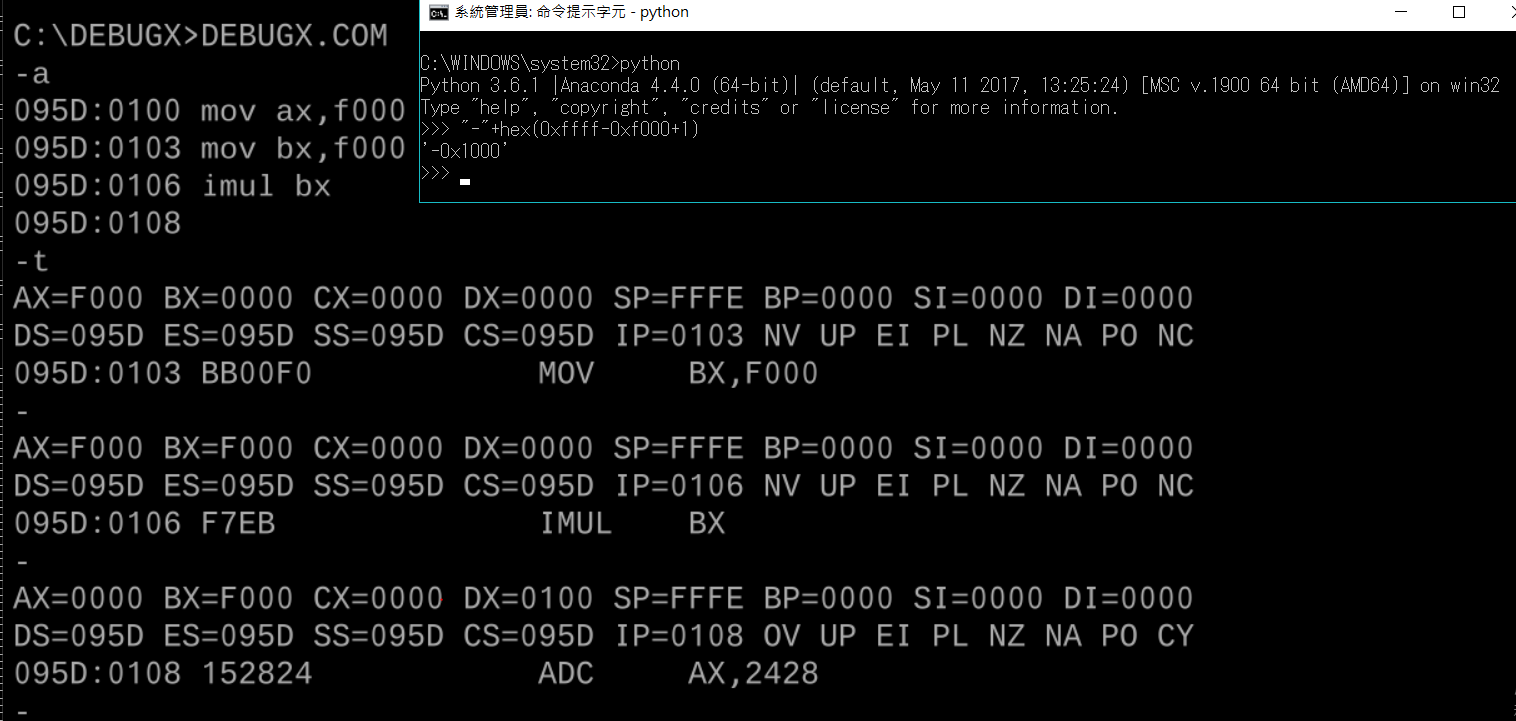 系統管理員: 命令提示字元 - python
C:\WINDOWS\system32>python
Python 3.6.1 |Anaconda 4.4.0 (64-bit)| (default, May 11 2017, 13:25:24) [MSC v.1900 64 bit (AMD64)] on win32
Type "help", "copyright", "credits" or "license" for more information.
>>> "-"+hex(0xffff-0xf000+1)
'-0x1000'
>>>
C:\DEBUGX>DEBUGX.COM
-a
095D:0100 mov ax,f000
095D:0103 mov bx,f000
095D:0106 imul bx
095D:0108
-t
AX=F000 BX=0000 CX=0000 DX=0000 SP=FFFE BP=0000 SI=0000 DI=0000
DS=095D ES=095D SS=095D CS=095D IP=0103 NV UP EI PL NZ NA PO NC
095D:0103 BB00F0 MOV BX,F000
-
AX=F000 BX=F000 CX=0000 DX=0000 SP=FFFE BP=0000 SI=0000 DI=0000
DS=095D ES=095D SS=095D CS=095D IP=0106 NV UP EI PL NZ NA PO NC
095D:0106 F7EB IMUL BX
-
AX=0000 BX=F000 CX=0000 DX=0100 SP=FFFE BP=0000 SI=0000 DI=0000
DS=095D ES=095D SS=095D CS=095D IP=0108 OV UP EI PL NZ NA PO CY
095D:0108 152824 ADC AX,2428
-